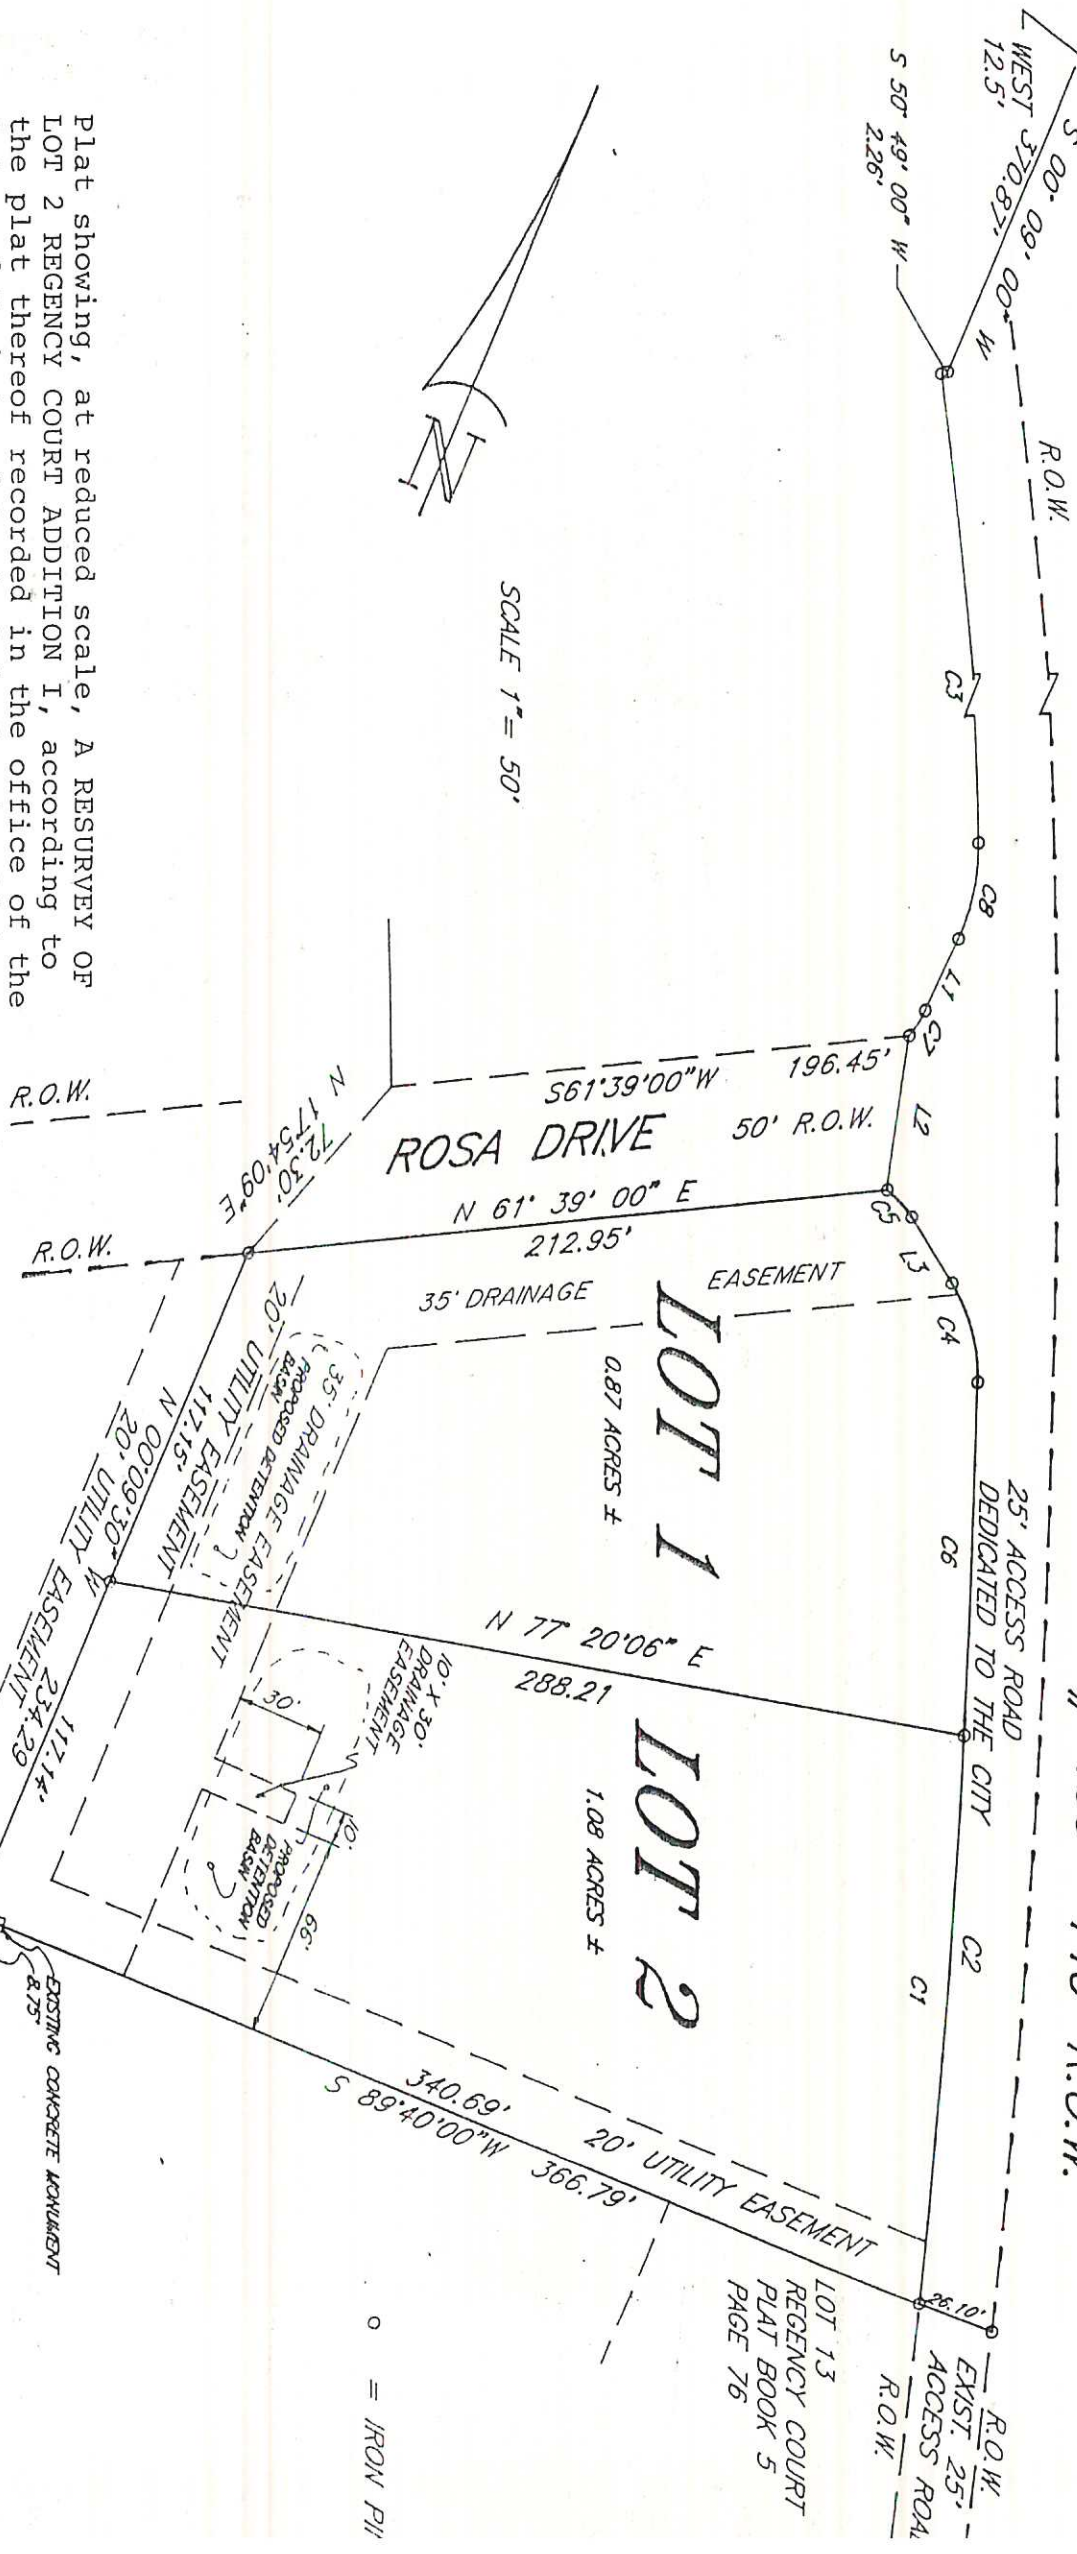 S 00° 09' 00" W
WEST 370.87'
12.5'
S 50° 49' 00" W
2.26'
R.O.W.
N
SCALE 1"= 50'
C3
C8
L1
C7
L2
C5
L3
C4
C6
C2
C1
196.45'
S61°39'00"W
50' R.O.W.
ROSA DRIVE
N 17°54'09"E
72.30'
R.O.W.
R.O.W.
N 61° 39' 00" E
212.95'
35' DRAINAGE EASEMENT
LOT 1
0.87 ACRES ±
20' UTILITY EASEMENT
35' DRAINAGE EASEMENT
PROPOSED DETENTION
BASIN
117.15'
N 00°09'30" W 234.29
20' UTILITY EASEMENT
117.14'
25' ACCESS ROAD
DEDICATED TO THE CITY
N 77° 20'06" E
288.21
10' X 30'
DRAINAGE
EASEMENT
30'
10'
66'
PROPOSED
DETENTION
BASIN
LOT 2
1.08 ACRES ±
340.69'
S 89°40'00"W 366.79'
20' UTILITY EASEMENT
EXISTING CONCRETE MONUMENT
8.75'
26.10'
R.O.W.
EXIST. 25'
ACCESS
R.O.W.
R.O.W.
LOT 13
REGENCY COURT
PLAT BOOK 5
PAGE 76
o = IRON
Plat showing, at reduced scale, A RESURVEY OF
LOT 2 REGENCY COURT ADDITION I, according to
the plat thereof recorded in the office of the